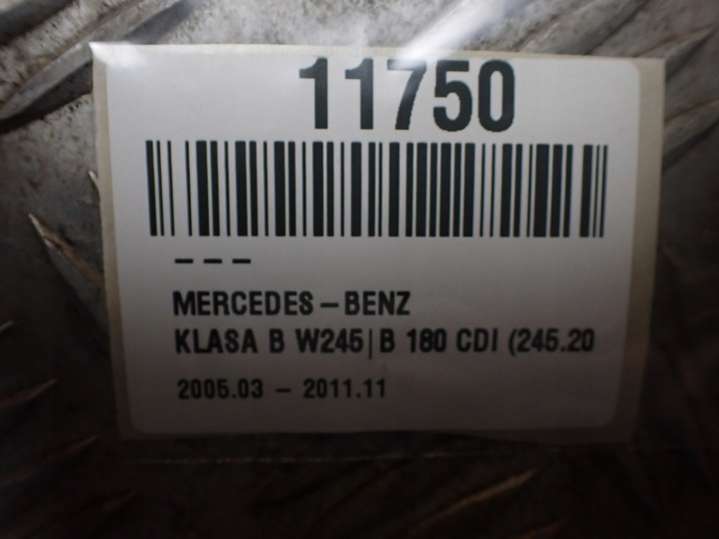 11750
– – –
MERCEDES – BENZ
KLASA B W245|B 180 CDI (245.20
2005.03 – 2011.11